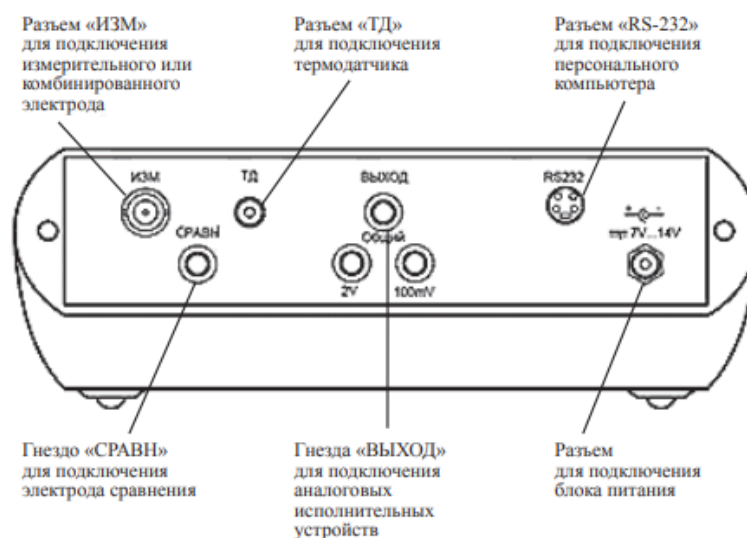 Разъем «ИЗМ»
для подключения
измерительного или
комбинированного
электрода
Разъем «ТД»
для подключения
термодатчика
Разъем «RS-232»
для подключения
персонального
компьютера
ИЗМ
ТД
ВЫХОД
RS232
СРАВН
Общий
+ -
7V...14V
2V
100mV
Гнездо «СРАВН»
для подключения
электрода сравнения
Гнезда «ВЫХОД»
для подключения
аналоговых
исполнительных
устройств
Разъем
для подключения
блока питания